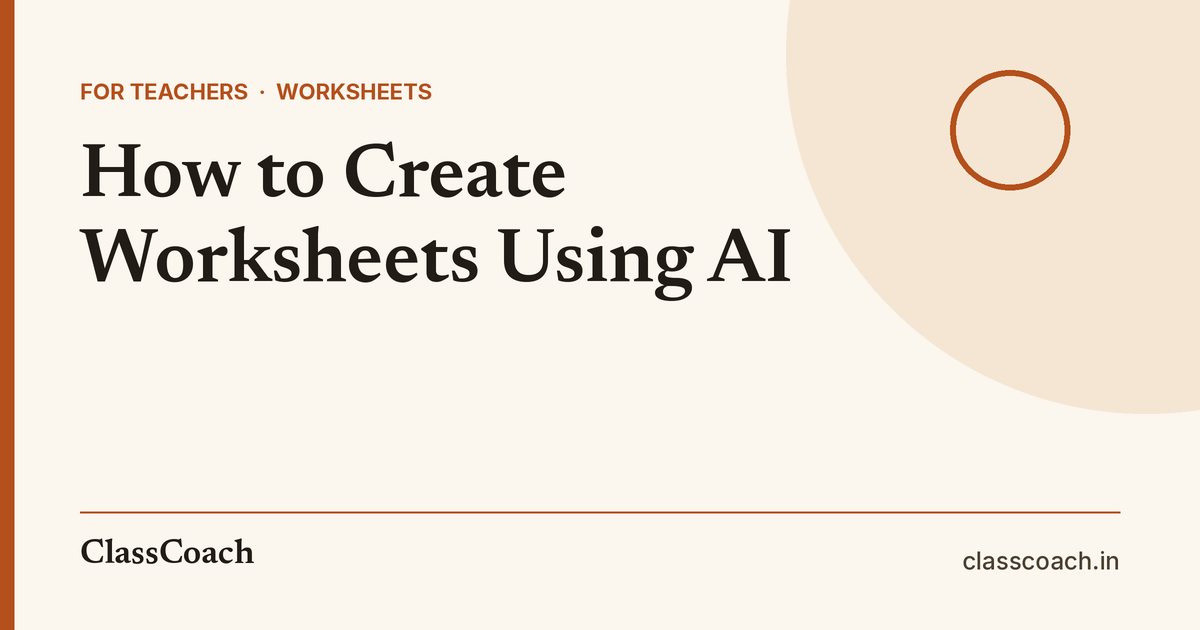 FOR TEACHERS · WORKSHEETS
How to Create
Worksheets Using AI
ClassCoach
classcoach.in